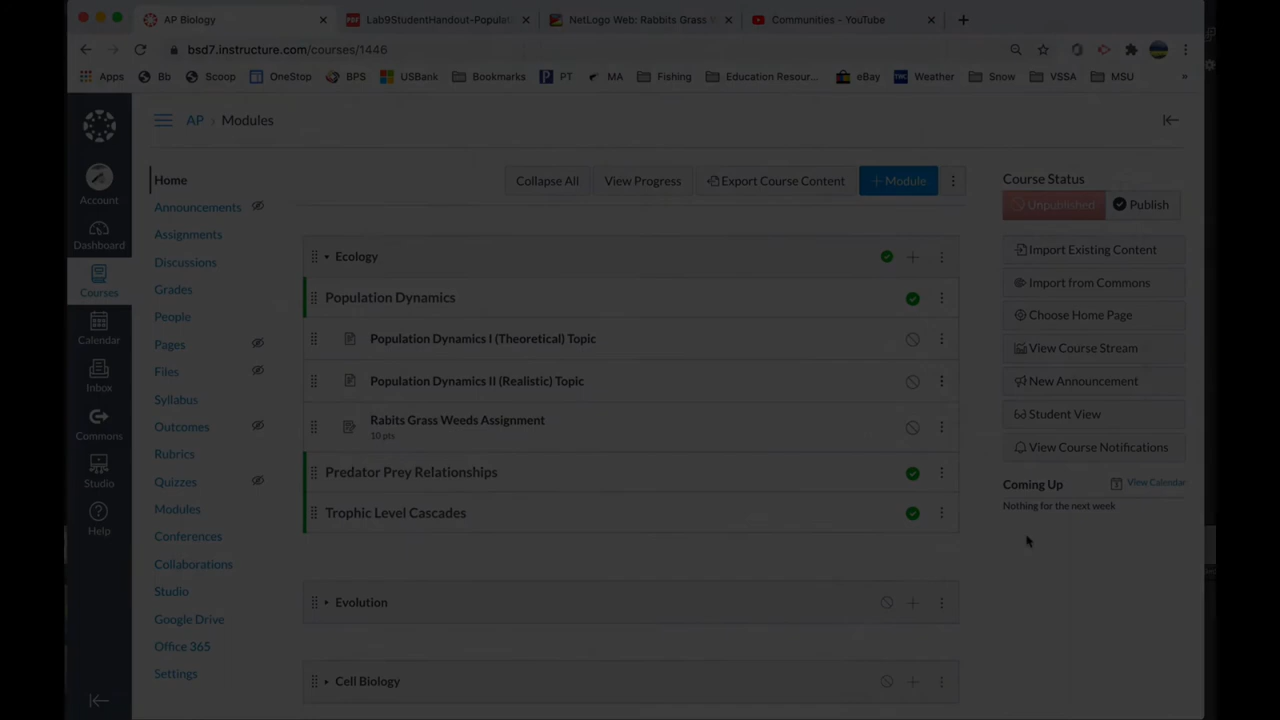 AP Biology
Lab9StudentHandout-Populat
NetLogo Web: Rabbits Grass W
Communities - YouTube
bsd7.instructure.com/courses/1446
Apps
Bb
Scoop
OneStop
BPS
USBank
Bookmarks
PT
MA
Fishing
Education Resour...
eBay
Weather
Snow
VSSA
MSU
»
AP › Modules
Account
Dashboard
Courses
Calendar
Inbox
Commons
Studio
Help
Home
Announcements
Assignments
Discussions
Grades
People
Pages
Files
Syllabus
Outcomes
Rubrics
Quizzes
Modules
Conferences
Collaborations
Studio
Google Drive
Office 365
Settings
Collapse All
View Progress
Export Course Content
+ Module
Ecology
Population Dynamics
Population Dynamics I (Theoretical) Topic
Population Dynamics II (Realistic) Topic
Rabits Grass Weeds Assignment
10 pts
Predator Prey Relationships
Trophic Level Cascades
Evolution
Cell Biology
Course Status
Unpublished
Publish
Import Existing Content
Import from Commons
Choose Home Page
View Course Stream
New Announcement
Student View
View Course Notifications
Coming Up
View Calendar
Nothing for the next week